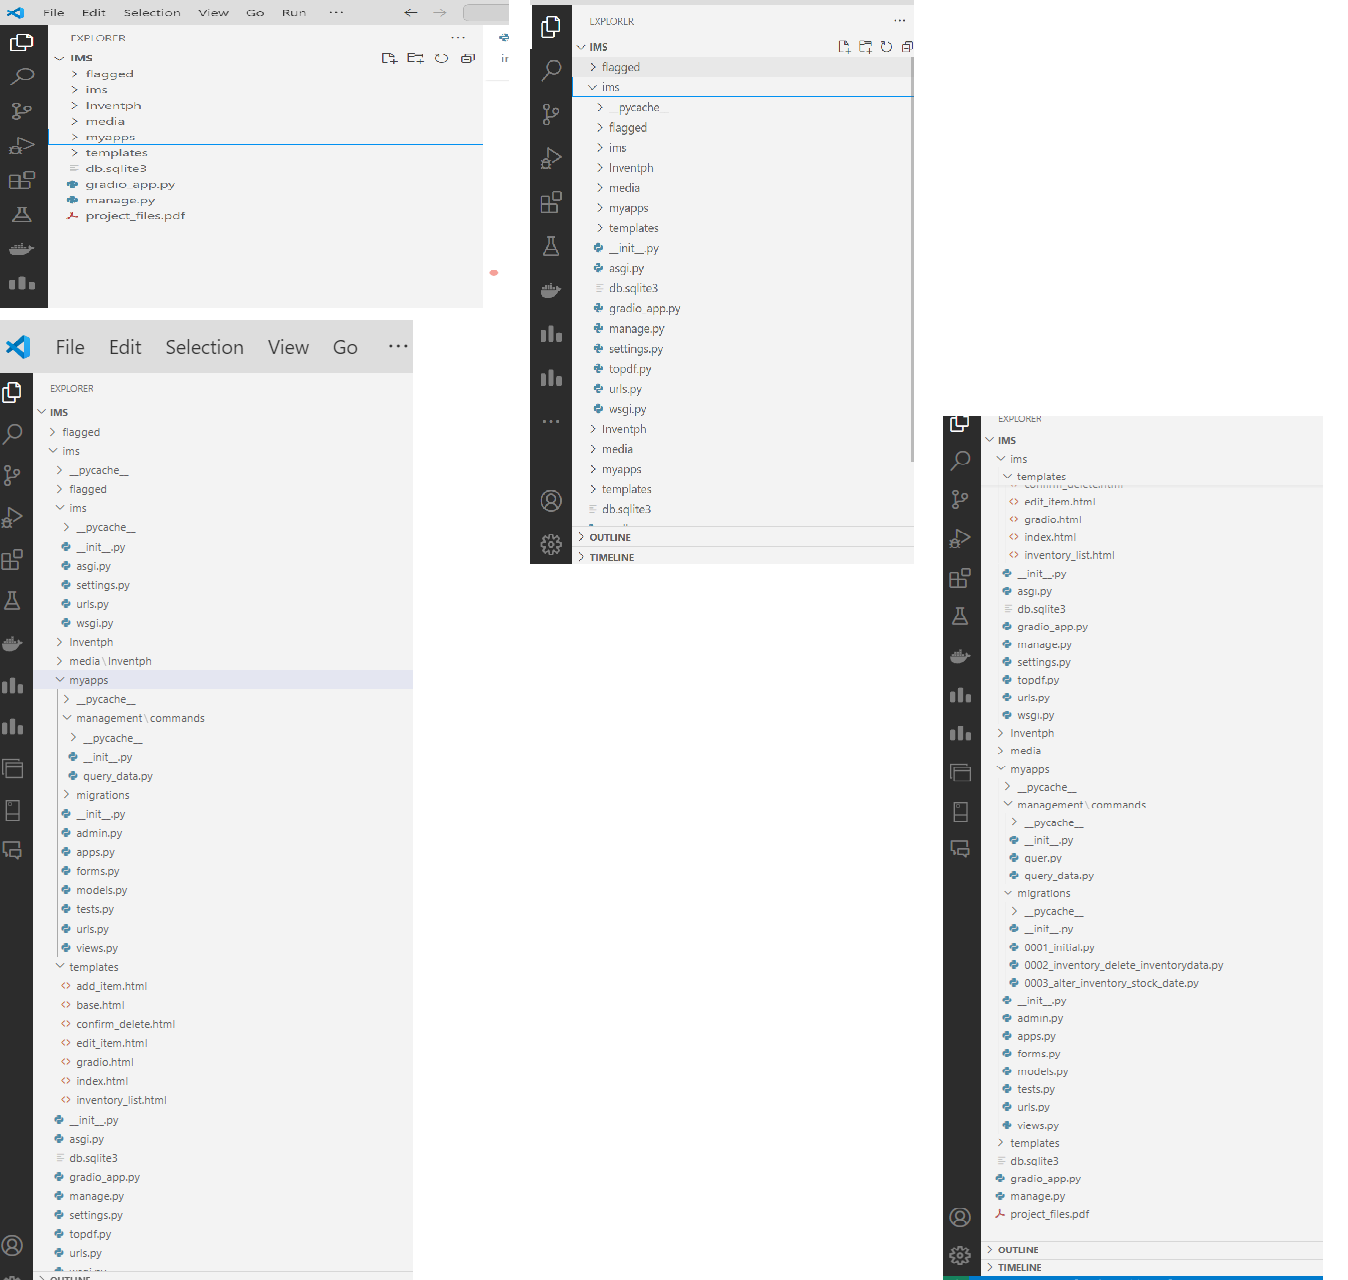 File Edit Selection View Go Run ···
EXPLORER ···
IMS
flagged
ims
Inventph
media
myapps
templates
db.sqlite3
gradio_app.py
manage.py
project_files.pdf
EXPLORER ···
IMS
flagged
ims
__pycache__
flagged
ims
Inventph
media
myapps
templates
__init__.py
asgi.py
db.sqlite3
gradio_app.py
manage.py
settings.py
topdf.py
urls.py
wsgi.py
Inventph
media
myapps
templates
db.sqlite3
OUTLINE
TIMELINE
File Edit Selection View Go ···
EXPLORER
IMS
flagged
ims
__pycache__
flagged
ims
__pycache__
__init__.py
asgi.py
settings.py
urls.py
wsgi.py
Inventph
media\Inventph
myapps
__pycache__
management\commands
__pycache__
__init__.py
query_data.py
migrations
__init__.py
admin.py
apps.py
forms.py
models.py
tests.py
urls.py
views.py
templates
add_item.html
base.html
confirm_delete.html
edit_item.html
gradio.html
index.html
inventory_list.html
__init__.py
asgi.py
db.sqlite3
gradio_app.py
manage.py
settings.py
topdf.py
urls.py
wsgi.py
OUTLINE
EXPLORER
IMS
ims
templates
confirm_delete.html
edit_item.html
gradio.html
index.html
inventory_list.html
__init__.py
asgi.py
db.sqlite3
gradio_app.py
manage.py
settings.py
topdf.py
urls.py
wsgi.py
Inventph
media
myapps
__pycache__
management\commands
__pycache__
__init__.py
quer.py
query_data.py
migrations
__pycache__
__init__.py
0001_initial.py
0002_inventory_delete_inventorydata.py
0003_alter_inventory_stock_date.py
__init__.py
admin.py
apps.py
forms.py
models.py
tests.py
urls.py
views.py
templates
db.sqlite3
gradio_app.py
manage.py
project_files.pdf
OUTLINE
TIMELINE